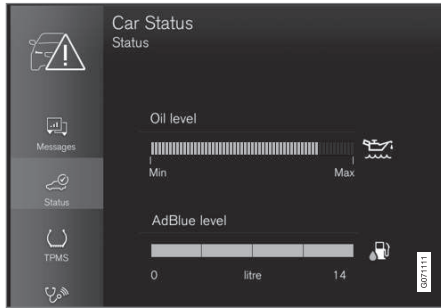 Car Status
Status
Messages
Status
TPMS
Oil level
Min Max
AdBlue level
0 litre 14
G071111